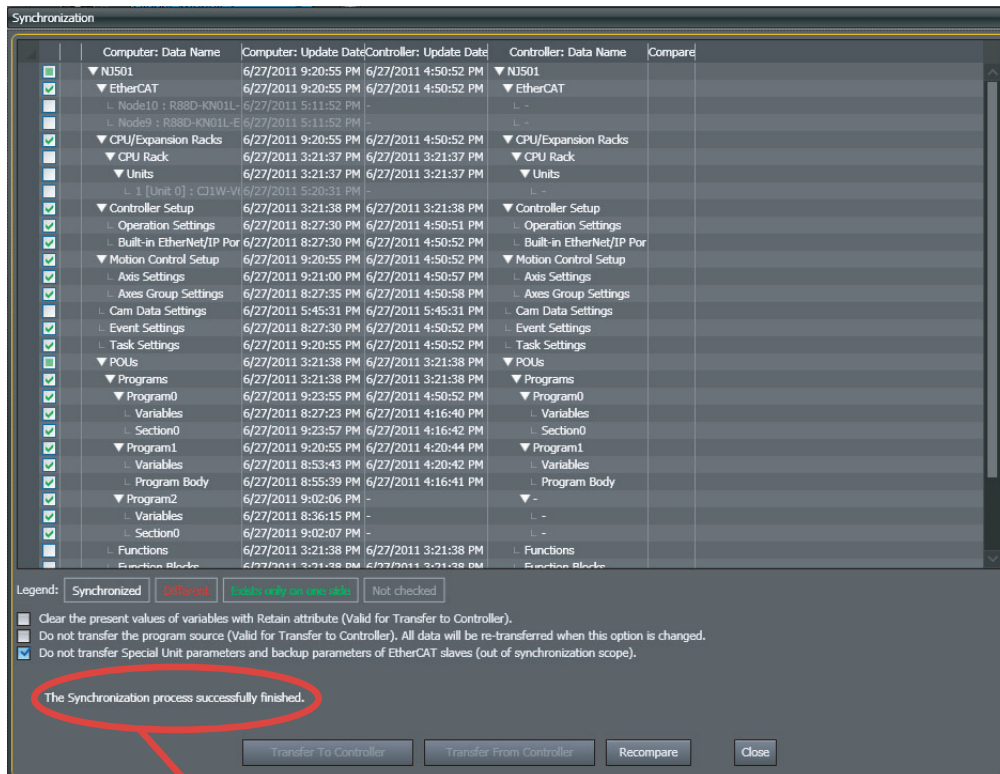 Synchronization
Computer: Data Name Computer: Update Date Controller: Update Date Controller: Data Name Compare
▼ NJ501 6/27/2011 9:20:55 PM 6/27/2011 4:50:52 PM ▼ NJ501
▼ EtherCAT 6/27/2011 9:20:55 PM 6/27/2011 4:50:52 PM ▼ EtherCAT
Node10 : R88D-KN01L- 6/27/2011 5:11:52 PM - -
Node9 : R88D-KN01L-E 6/27/2011 5:11:52 PM - -
▼ CPU/Expansion Racks 6/27/2011 9:20:55 PM 6/27/2011 4:50:52 PM ▼ CPU/Expansion Racks
▼ CPU Rack 6/27/2011 3:21:37 PM 6/27/2011 3:21:37 PM ▼ CPU Rack
▼ Units 6/27/2011 3:21:37 PM 6/27/2011 3:21:37 PM ▼ Units
1 [Unit 0] : CJ1W-V 6/27/2011 5:20:31 PM - -
▼ Controller Setup 6/27/2011 3:21:38 PM 6/27/2011 3:21:38 PM ▼ Controller Setup
Operation Settings 6/27/2011 8:27:30 PM 6/27/2011 4:50:51 PM Operation Settings
Built-in EtherNet/IP Por 6/27/2011 8:27:30 PM 6/27/2011 4:50:52 PM Built-in EtherNet/IP Por
▼ Motion Control Setup 6/27/2011 9:20:55 PM 6/27/2011 4:50:52 PM ▼ Motion Control Setup
Axis Settings 6/27/2011 9:21:00 PM 6/27/2011 4:50:57 PM Axis Settings
Axes Group Settings 6/27/2011 8:27:35 PM 6/27/2011 4:50:58 PM Axes Group Settings
Cam Data Settings 6/27/2011 5:45:31 PM 6/27/2011 5:45:31 PM Cam Data Settings
Event Settings 6/27/2011 8:27:30 PM 6/27/2011 4:50:52 PM Event Settings
Task Settings 6/27/2011 9:20:55 PM 6/27/2011 4:50:52 PM Task Settings
▼ POUs 6/27/2011 3:21:38 PM 6/27/2011 3:21:38 PM ▼ POUs
▼ Programs 6/27/2011 3:21:38 PM 6/27/2011 3:21:38 PM ▼ Programs
▼ Program0 6/27/2011 9:23:55 PM 6/27/2011 4:50:52 PM ▼ Program0
Variables 6/27/2011 8:27:23 PM 6/27/2011 4:16:40 PM Variables
Section0 6/27/2011 9:23:57 PM 6/27/2011 4:16:42 PM Section0
▼ Program1 6/27/2011 9:20:55 PM 6/27/2011 4:20:44 PM ▼ Program1
Variables 6/27/2011 8:53:43 PM 6/27/2011 4:20:42 PM Variables
Program Body 6/27/2011 8:55:39 PM 6/27/2011 4:16:41 PM Program Body
▼ Program2 6/27/2011 9:02:06 PM - ▼ -
Variables 6/27/2011 8:36:15 PM - -
Section0 6/27/2011 9:02:07 PM - -
Functions 6/27/2011 3:21:38 PM 6/27/2011 3:21:38 PM Functions
Function Blocks 6/27/2011 3:21:38 PM 6/27/2011 3:21:38 PM Function Blocks
Legend: Synchronized Different Exists only on one side Not checked
Clear the present values of variables with Retain attribute (Valid for Transfer to Controller).
Do not transfer the program source (Valid for Transfer to Controller). All data will be re-transferred when this option is changed.
Do not transfer Special Unit parameters and backup parameters of EtherCAT slaves (out of synchronization scope).
The Synchronization process successfully finished.
Transfer To Controller Transfer From Controller Recompare Close